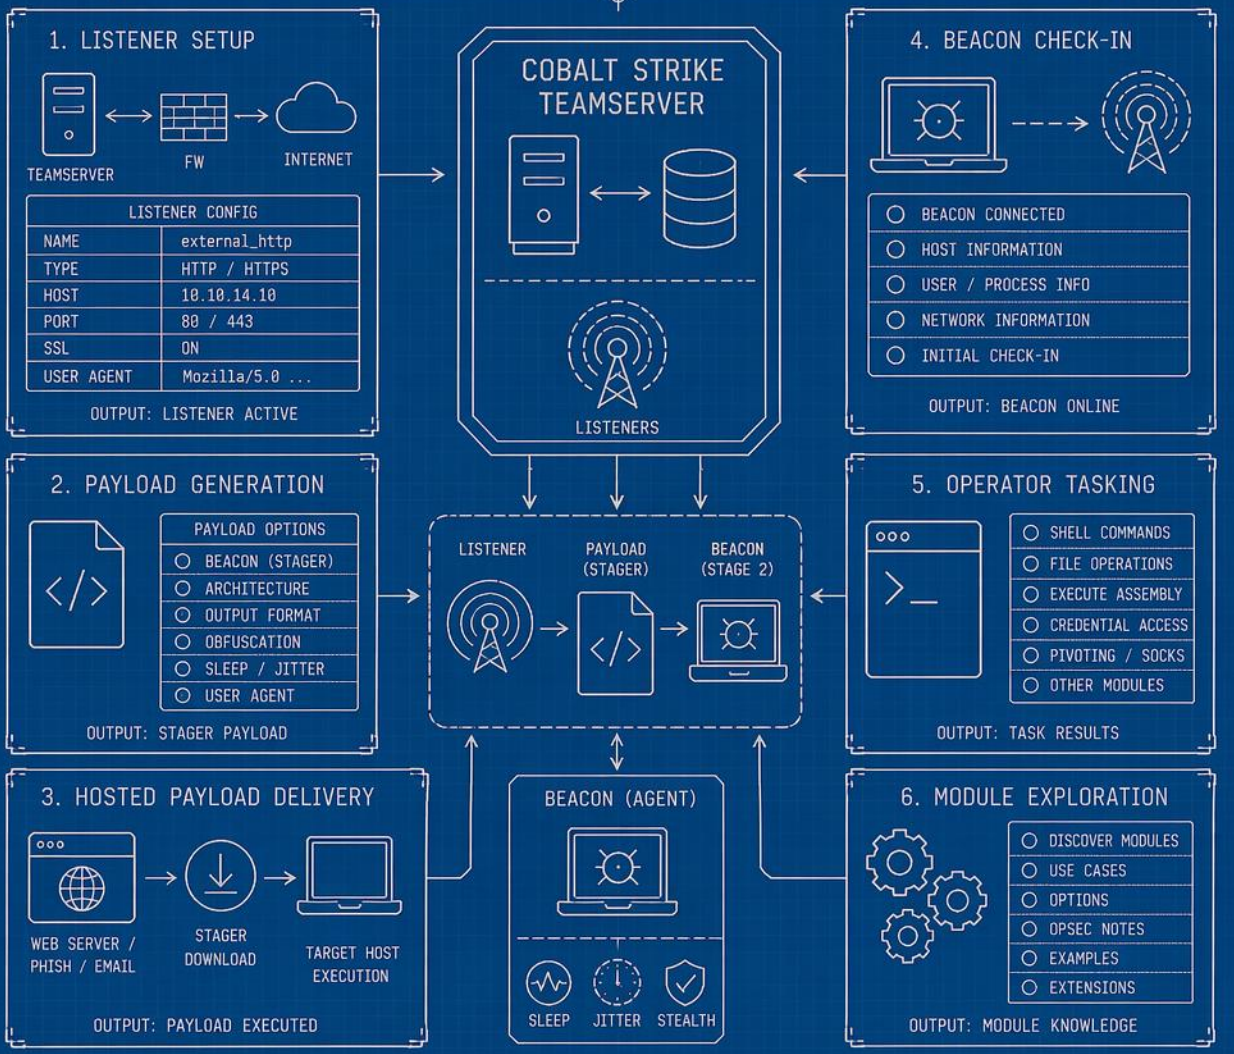 1. LISTENER SETUP
TEAMSERVER
FW
INTERNET
LISTENER CONFIG
NAME external_http
TYPE HTTP / HTTPS
HOST 10.10.14.10
PORT 80 / 443
SSL ON
USER AGENT Mozilla/5.0 ...
OUTPUT: LISTENER ACTIVE
COBALT STRIKE
TEAMSERVER
LISTENERS
4. BEACON CHECK-IN
BEACON CONNECTED
HOST INFORMATION
USER / PROCESS INFO
NETWORK INFORMATION
INITIAL CHECK-IN
OUTPUT: BEACON ONLINE
2. PAYLOAD GENERATION
</>
PAYLOAD OPTIONS
BEACON (STAGER)
ARCHITECTURE
OUTPUT FORMAT
OBFUSCATION
SLEEP / JITTER
USER AGENT
OUTPUT: STAGER PAYLOAD
LISTENER
PAYLOAD
(STAGER)
</>
BEACON
(STAGE 2)
5. OPERATOR TASKING
>_
SHELL COMMANDS
FILE OPERATIONS
EXECUTE ASSEMBLY
CREDENTIAL ACCESS
PIVOTING / SOCKS
OTHER MODULES
OUTPUT: TASK RESULTS
3. HOSTED PAYLOAD DELIVERY
WEB SERVER /
PHISH / EMAIL
STAGER
DOWNLOAD
TARGET HOST
EXECUTION
OUTPUT: PAYLOAD EXECUTED
BEACON (AGENT)
SLEEP
JITTER
STEALTH
6. MODULE EXPLORATION
DISCOVER MODULES
USE CASES
OPTIONS
OPSEC NOTES
EXAMPLES
EXTENSIONS
OUTPUT: MODULE KNOWLEDGE